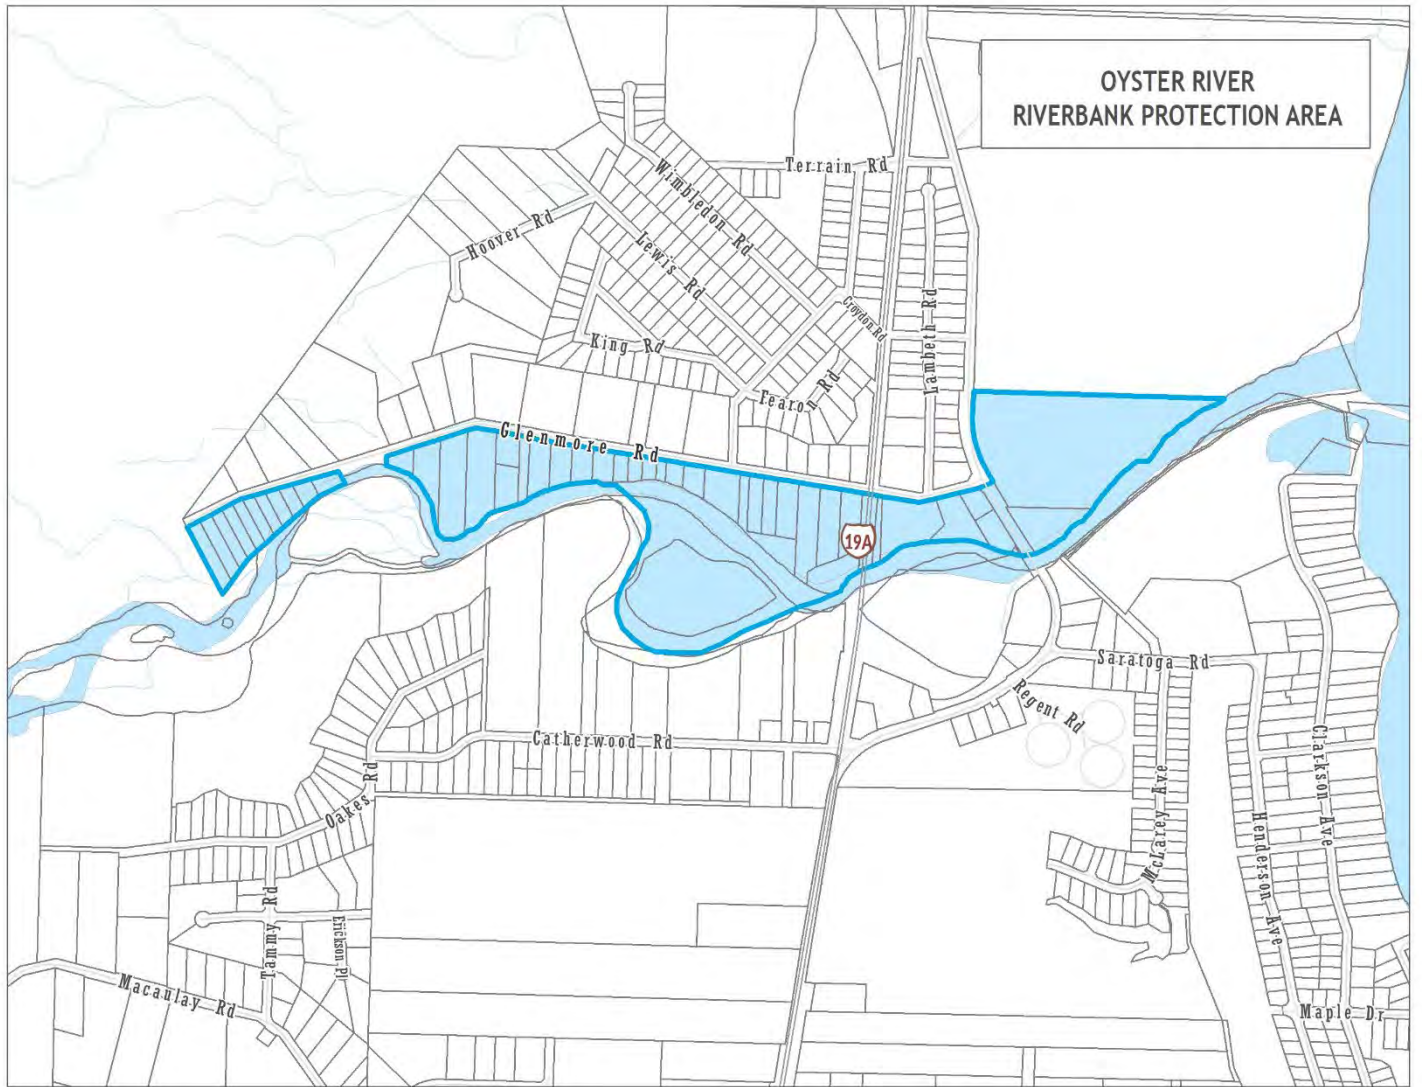 OYSTER RIVER
RIVERBANK PROTECTION AREA
Terrain Rd
Wimbledon Rd
Hoover Rd
Lewis Rd
Croydon Rd
Lambeth Rd
King Rd
Fearon Rd
Glenmore Rd
19A
Saratoga Rd
Regent Rd
Catherwood Rd
Clarkson Ave
McLarey Ave
Oakes Rd
Henderson Ave
Tammy Rd
Erickson Pl
Macaulay Rd
Maple Dr